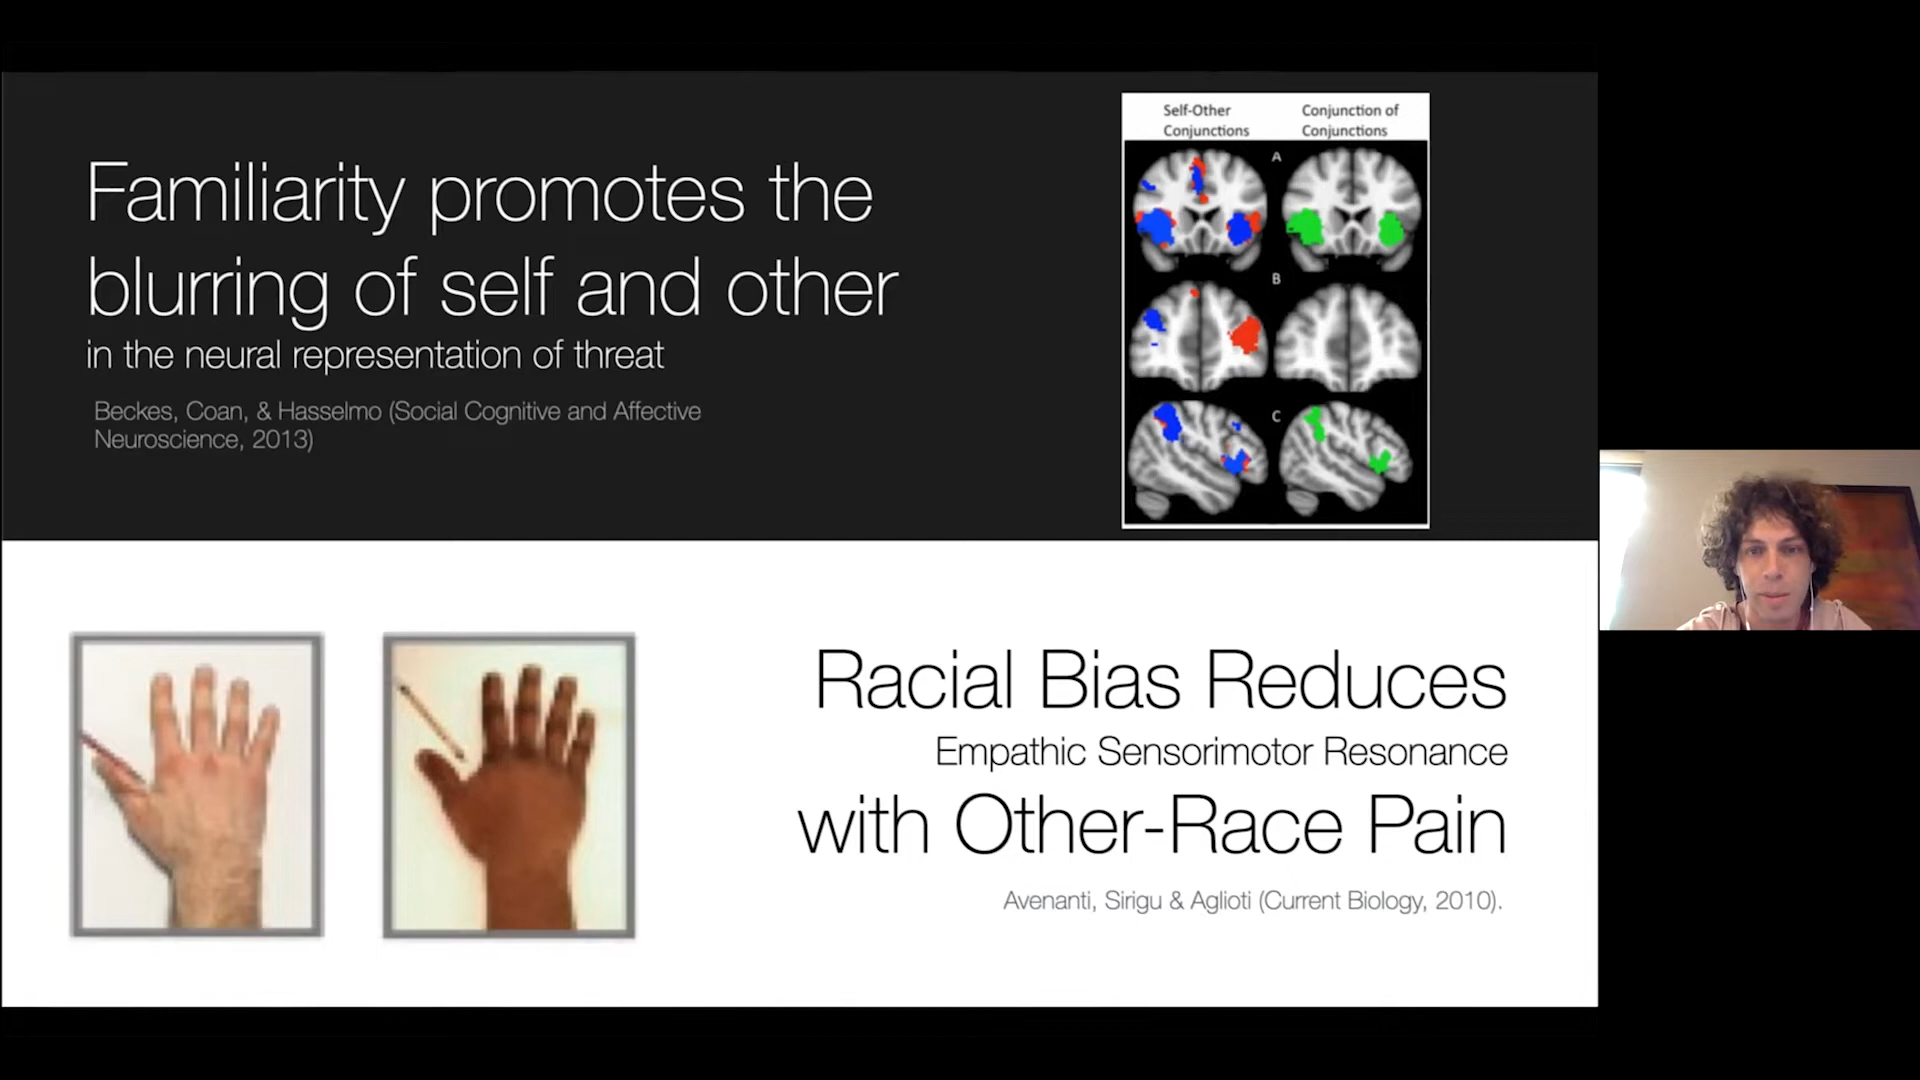 Familiarity promotes the
blurring of self and other
in the neural representation of threat
Beckes, Coan, & Hasselmo (Social Cognitive and Affective
Neuroscience, 2013)
Self-Other Conjunctions
Conjunction of Conjunctions
A
B
C
Racial Bias Reduces
Empathic Sensorimotor Resonance
with Other-Race Pain
Avenanti, Sirigu & Aglioti (Current Biology, 2010).